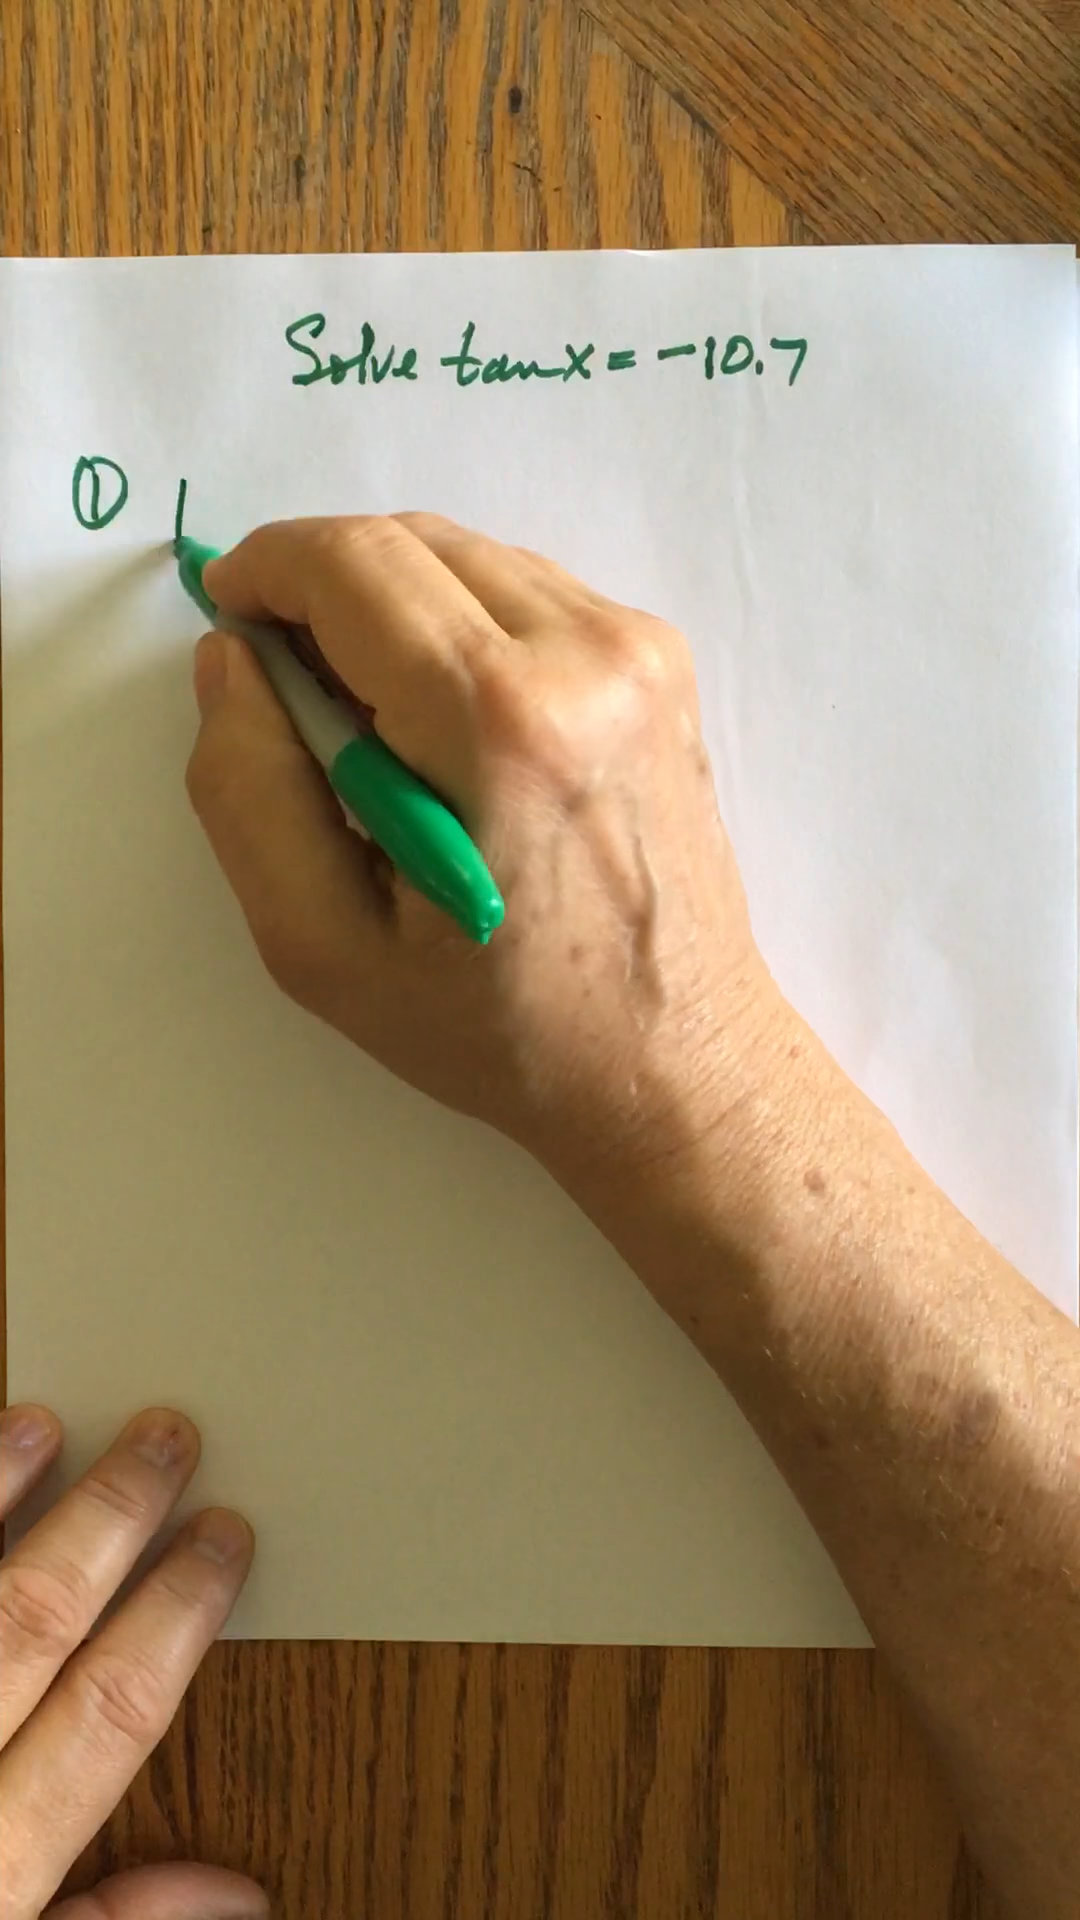 Solve tan x = -10.7
①